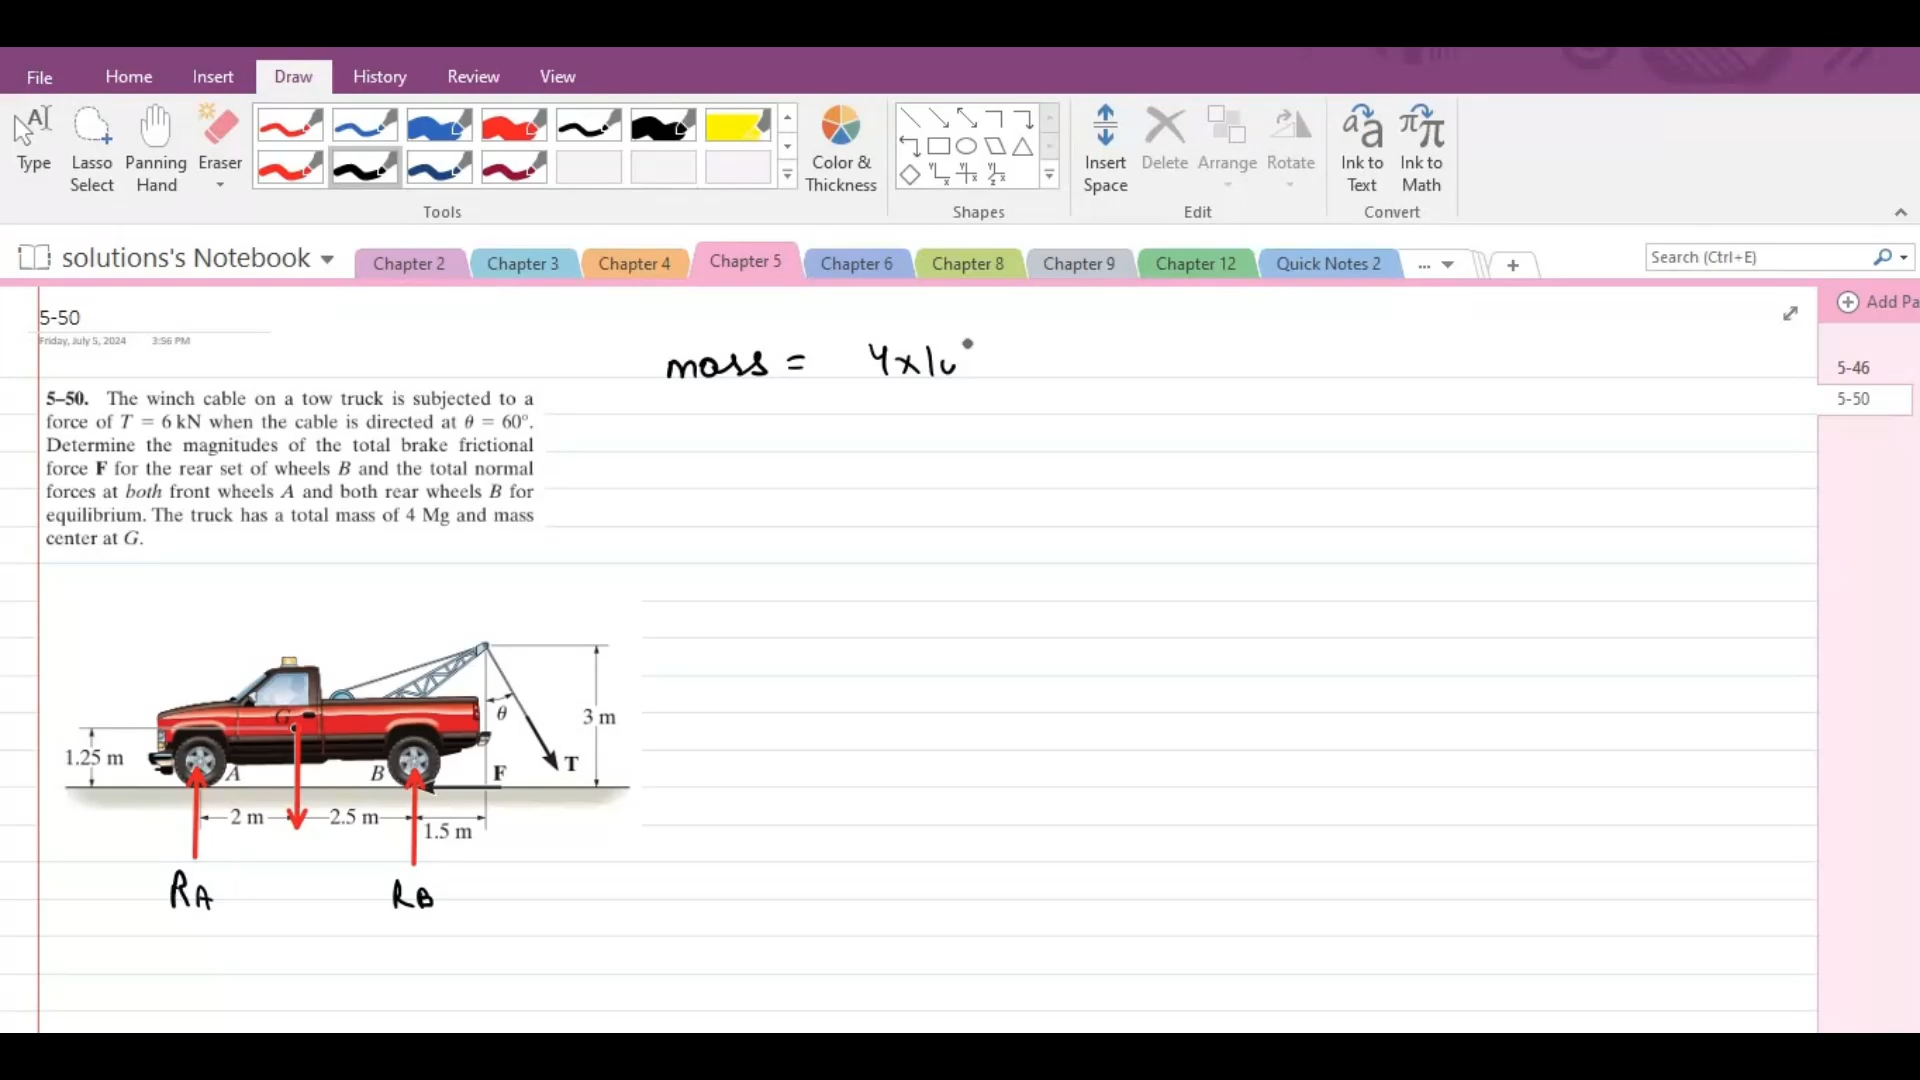 File Home Insert Draw History Review View
Type
Lasso Select
Panning Hand
Eraser
Color & Thickness
Insert Space
Delete
Arrange
Rotate
Ink to Text
Ink to Math
Tools
Shapes
Edit
Convert
solutions's Notebook
Chapter 2 Chapter 3 Chapter 4 Chapter 5 Chapter 6 Chapter 8 Chapter 9 Chapter 12 Quick Notes 2 ...
Search (Ctrl+E)
Add Pa
5-46
5-50
5-50
Friday, July 5, 2024 3:56 PM
mass = 4x10
5–50. The winch cable on a tow truck is subjected to a
force of T = 6 kN when the cable is directed at θ = 60°.
Determine the magnitudes of the total brake frictional
force F for the rear set of wheels B and the total normal
forces at both front wheels A and both rear wheels B for
equilibrium. The truck has a total mass of 4 Mg and mass
center at G.
G
θ
3 m
1.25 m
A
B
F
T
2 m
2.5 m
1.5 m
RA
RB